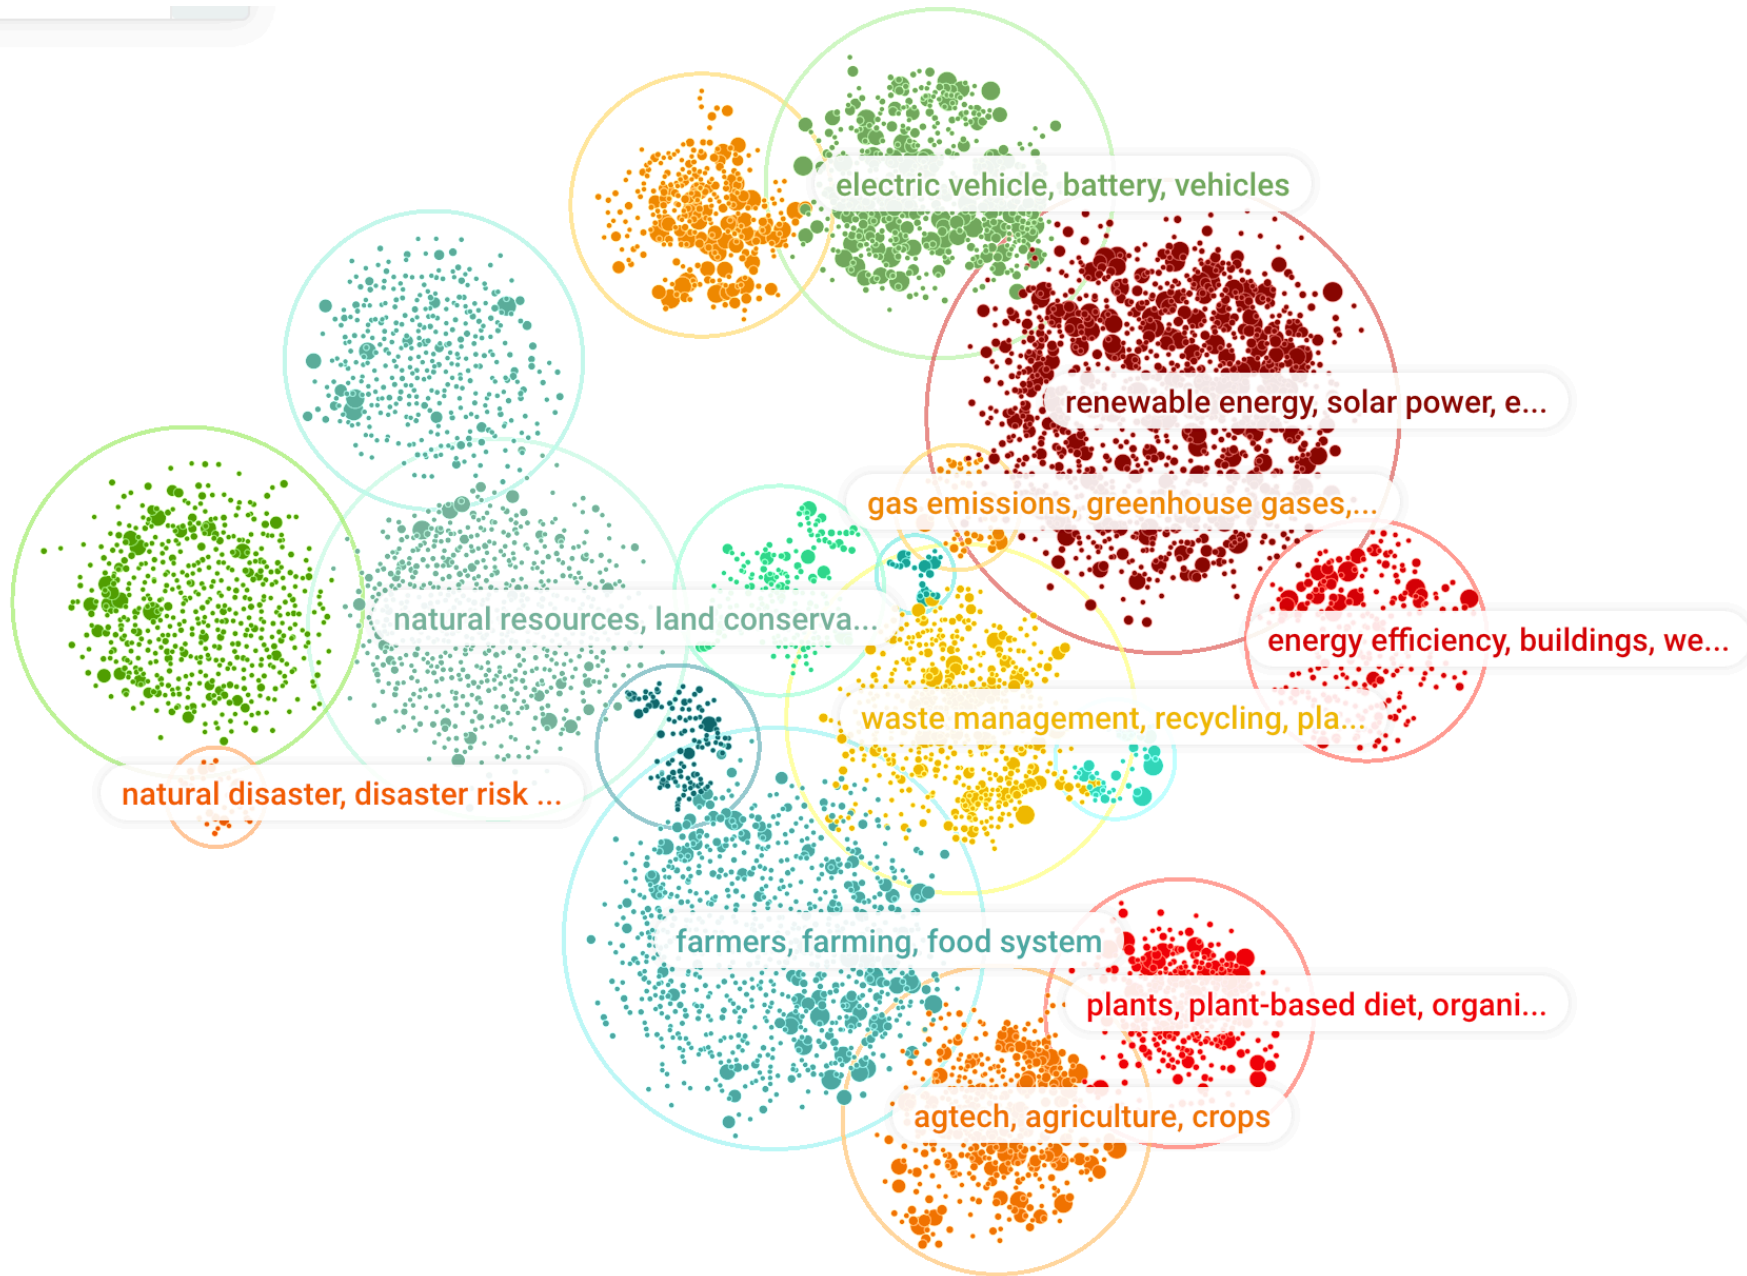 electric vehicle, battery, vehicles
renewable energy, solar power, e...
gas emissions, greenhouse gases,...
natural resources, land conserva...
energy efficiency, buildings, we...
waste management, recycling, pla...
natural disaster, disaster risk ...
farmers, farming, food system
plants, plant-based diet, organi...
agtech, agriculture, crops